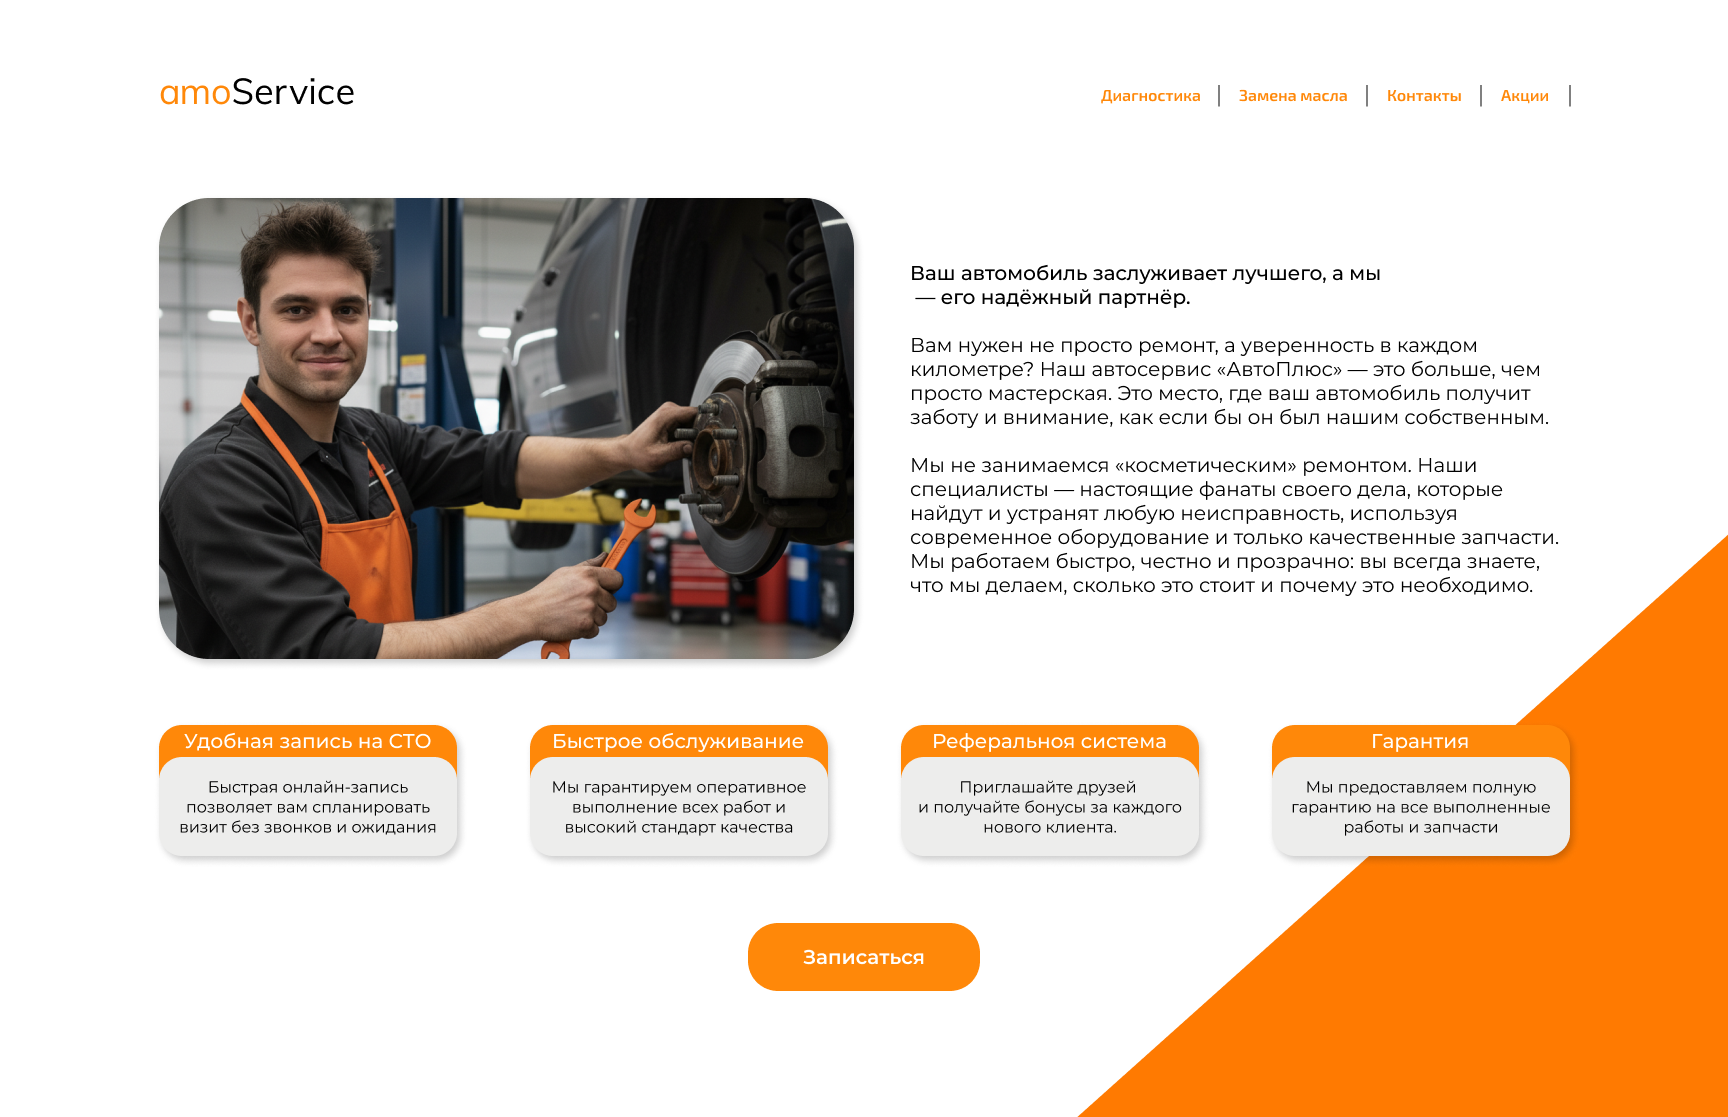 amoService
Диагностика
Замена масла
Контакты
Акции
Ваш автомобиль заслуживает лучшего, а мы
— его надёжный партнёр.
Вам нужен не просто ремонт, а уверенность в каждом
километре? Наш автосервис «АвтоПлюс» — это больше, чем
просто мастерская. Это место, где ваш автомобиль получит
заботу и внимание, как если бы он был нашим собственным.
Мы не занимаемся «косметическим» ремонтом. Наши
специалисты — настоящие фанаты своего дела, которые
найдут и устранят любую неисправность, используя
современное оборудование и только качественные запчасти.
Мы работаем быстро, честно и прозрачно: вы всегда знаете,
что мы делаем, сколько это стоит и почему это необходимо.
Удобная запись на СТО
Быстрая онлайн-запись
позволяет вам спланировать
визит без звонков и ожидания
Быстрое обслуживание
Мы гарантируем оперативное
выполнение всех работ и
высокий стандарт качества
Реферальноя система
Приглашайте друзей
и получайте бонусы за каждого
нового клиента.
Гарантия
Мы предоставляем полную
гарантию на все выполненные
работы и запчасти
Записаться